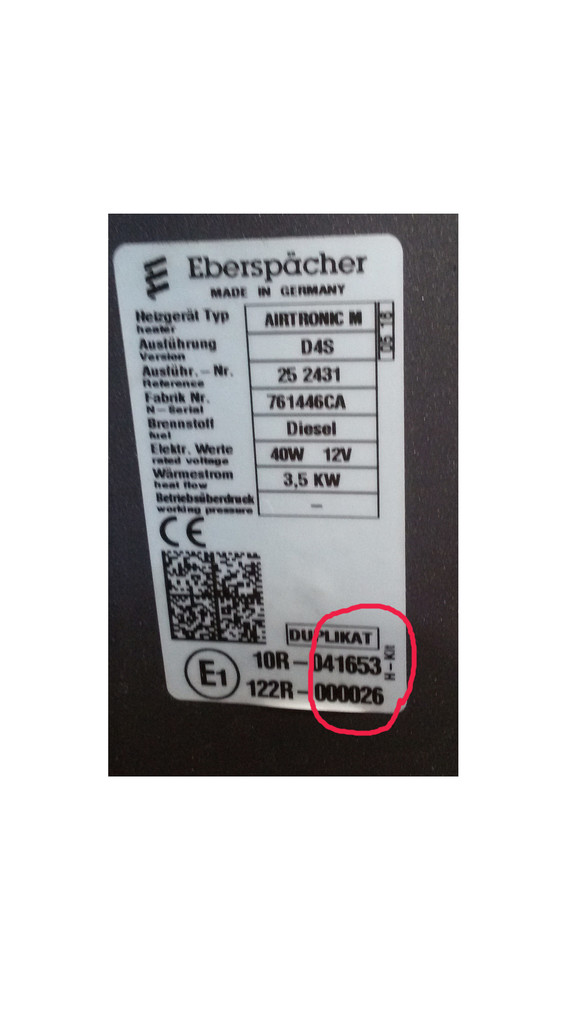 Eberspächer
MADE IN GERMANY
Heizgerät Typ AIRTRONIC M
heater
Ausführung D4S
Version
Ausführ.-Nr. 25 2431
Reference
Fabrik Nr. 761446CA
N-Serial
Brennstoff Diesel
fuel
Elektr. Werte 40W 12V
rated voltage
Wärmestrom 3,5 KW
heat flow
Betriebsüberdruck –
working pressure
05 16
CE
DUPLIKAT
E1 10R-041653
122R-000026
H-Kit